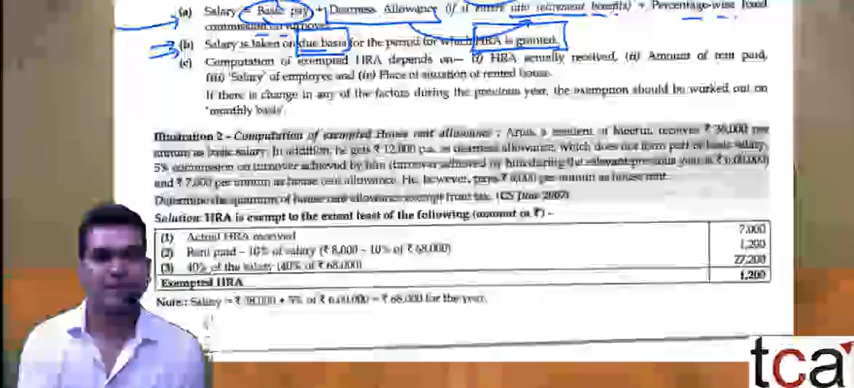 (a) Salary = Basic pay + Dearness Allowance (if it enters into retirement benefits) + Percentage-wise fixed
commission on turnover
(b) Salary is taken on due basis for the period for which HRA is granted.
(c) Computation of exempted HRA depends on— (i) HRA actually received, (ii) Amount of rent paid,
(iii) 'Salary' of employee and (iv) Place of situation of rented house.
If there is change in any of the factors during the previous year, the exemption should be worked out on
'monthly basis'.
Illustration 2 - Computation of exempted House rent allowance : Arun, a resident of Meerut, receives ₹ 38,000 per
annum as basic salary. In addition, he gets ₹ 12,000 p.a. as dearness allowance, which does not form part of basic salary,
5% commission on turnover achieved by him (turnover achieved by him during the relevant previous year is ₹ 6,00,000)
and ₹ 7,000 per annum as house rent allowance. He, however, pays ₹ 8,000 per annum as house rent.
Determine the quantum of house rent allowance exempt from tax. (CS June 2007)
Solution: HRA is exempt to the extent least of the following (amount in ₹) -
(1) Actual HRA received 7,000
(2) Rent paid - 10% of salary (₹ 8,000 - 10% of ₹ 68,000) 1,200
(3) 40% of the salary (40% of ₹ 68,000) 27,200
Exempted HRA 1,200
Note: Salary = ₹ 38,000 + 5% of ₹ 6,00,000 = ₹ 68,000 for the year.
tca